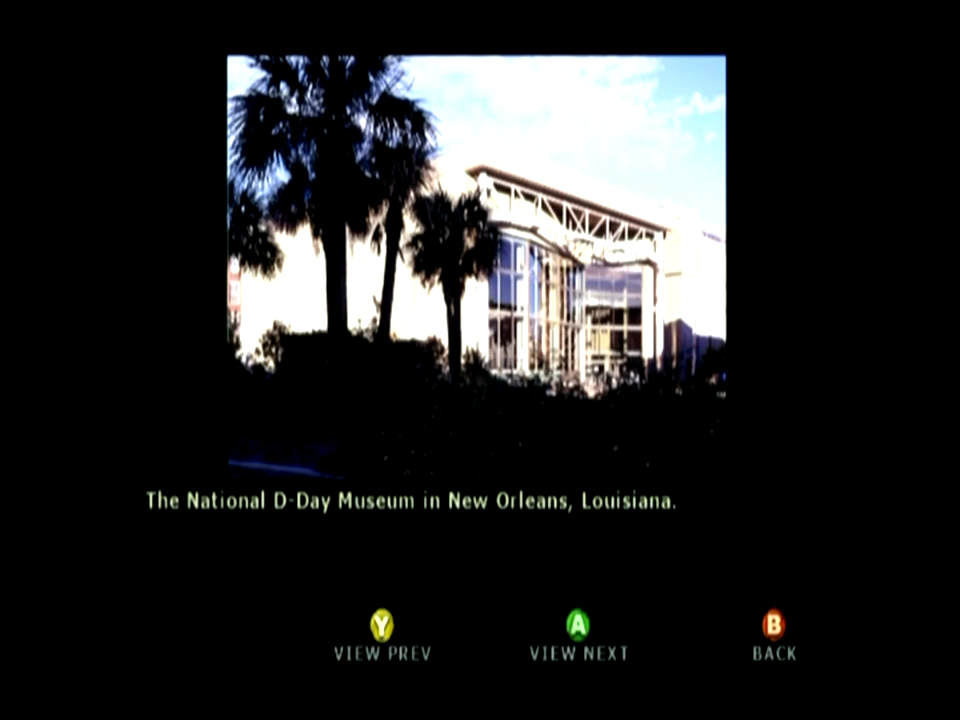 The National D-Day Museum in New Orleans, Louisiana.
Y A B
VIEW PREV VIEW NEXT BACK